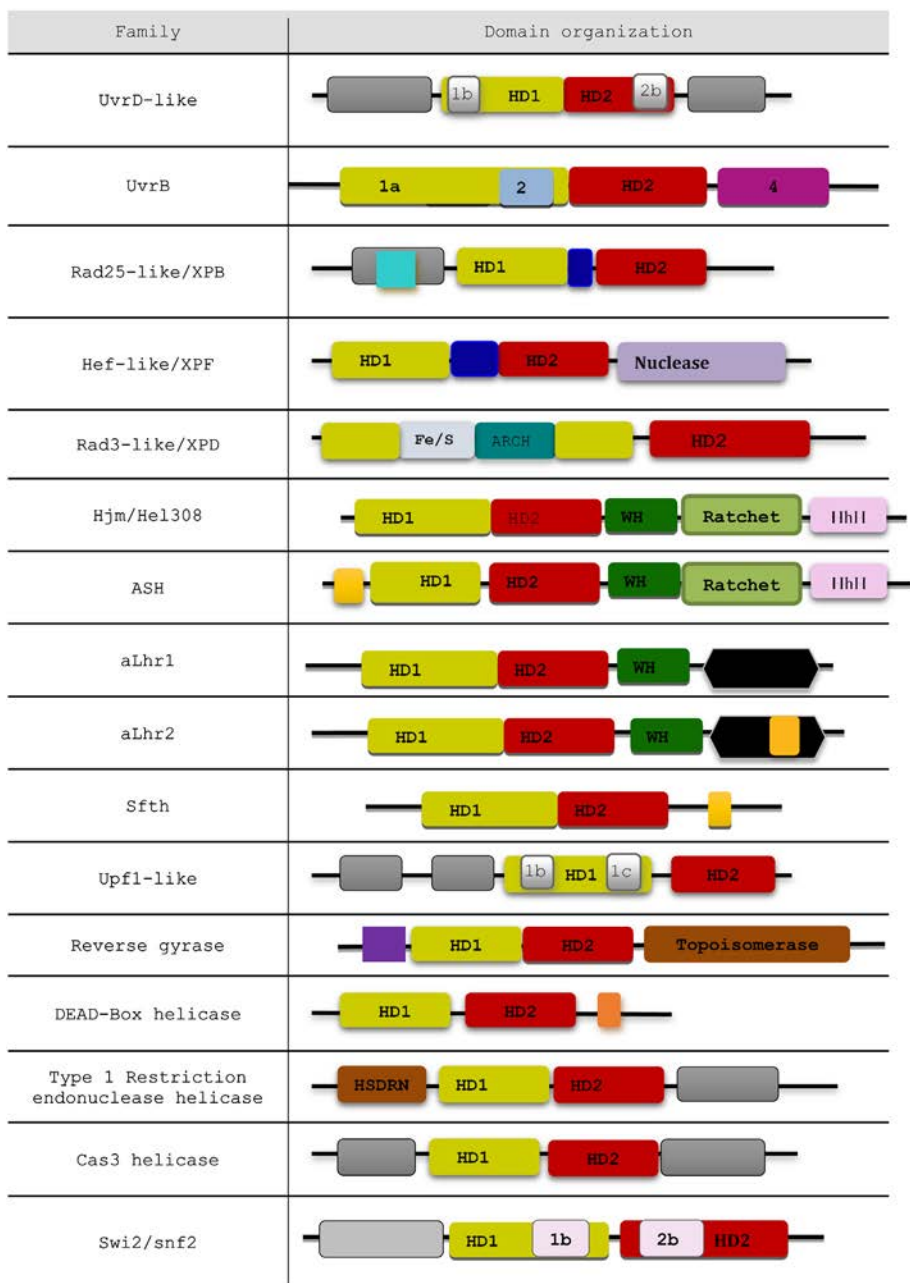 Family Domain organization
UvrD-like 1b HD1 HD2 2b
UvrB 1a 2 HD2 4
Rad25-like/XPB HD1 HD2
Hef-like/XPF HD1 HD2 Nuclease
Rad3-like/XPD Fe/S ARCH HD2
Hjm/Hel308 HD1 HD2 WH Ratchet HhH
ASH HD1 HD2 WH Ratchet HhH
aLhr1 HD1 HD2 WH
aLhr2 HD1 HD2 WH
Sfth HD1 HD2
Upf1-like 1b HD1 1c HD2
Reverse gyrase HD1 HD2 Topoisomerase
DEAD-Box helicase HD1 HD2
Type 1 Restriction
endonuclease helicase HSDRN HD1 HD2
Cas3 helicase HD1 HD2
Swi2/snf2 HD1 1b 2b HD2